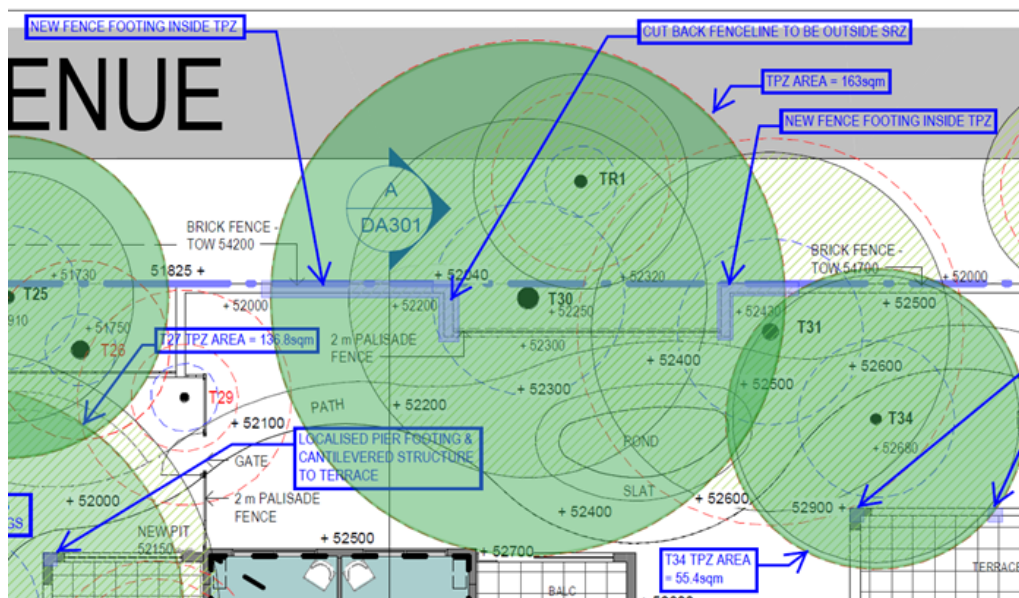 NEW FENCE FOOTING INSIDE TPZ
CUT BACK FENCELINE TO BE OUTSIDE SRZ
ENUE
TPZ AREA = 163sqm
NEW FENCE FOOTING INSIDE TPZ
A
DA301
TR1
BRICK FENCE -
TOW 54200
BRICK FENCE -
TOW 54700
+ 51730
51825 +
+ 52040
+ 52320
+ 52000
T25
910
+ 52000
+ 52200
T30
+ 52250
+ 52430
+ 52500
+ 51750
T28
T27 TPZ AREA = 136.8sqm
2 m PALISADE
FENCE
+ 52300
T31
+ 52400
+ 52600
T29
+ 52300
+ 52500
PATH
+ 52200
+ 52100
T34
LOCALISED PIER FOOTING &
CANTILEVERED STRUCTURE
TO TERRACE
POND
+ 52680
GATE
SLAT
+ 52000
2 m PALISADE
FENCE
+ 52400
+ 52600
52900 +
GS
NEW PIT
52150
+ 52500
+ 52700
T34 TPZ AREA
= 55.4sqm
TERRACE
BALC